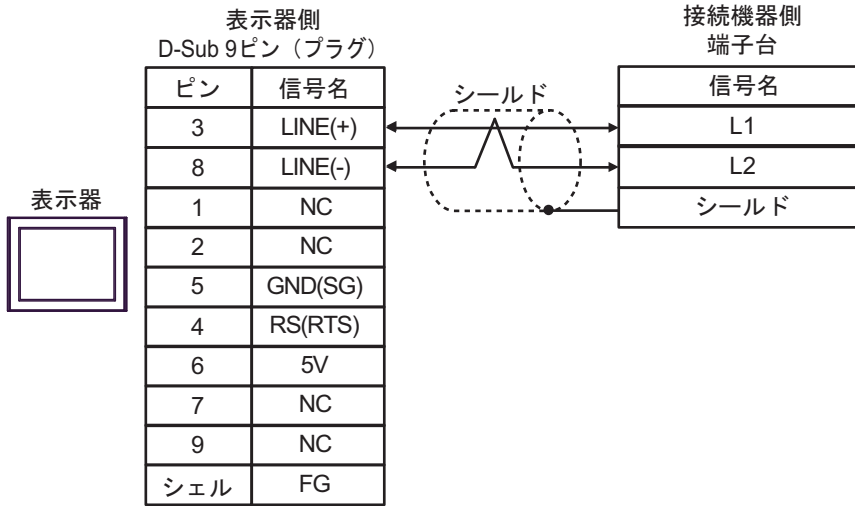 表示器側
D-Sub 9ピン（プラグ）
接続機器側
端子台
ピン 信号名
シールド
信号名
3 LINE(+)
L1
8 LINE(-)
L2
表示器
1 NC
シールド
2 NC
5 GND(SG)
4 RS(RTS)
6 5V
7 NC
9 NC
シェル FG